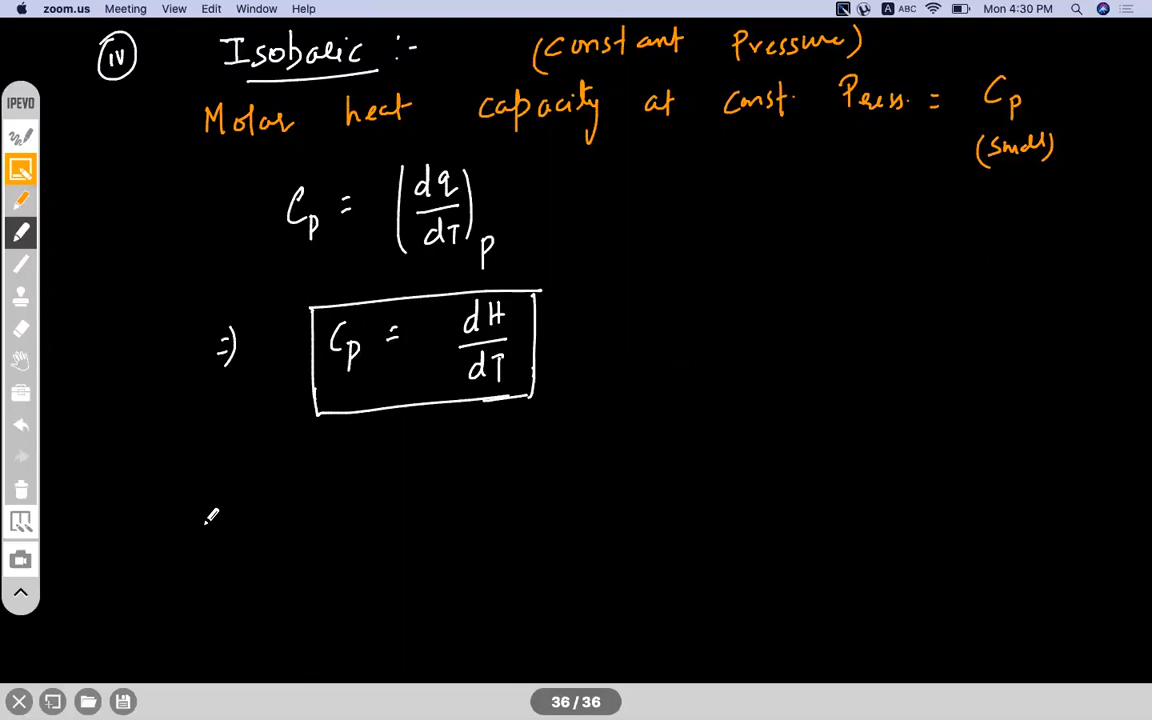 zoom.us Meeting View Edit Window Help A ABC Mon 4:30 PM
iv Isobaric :- (Constant Pressure)
IPEVO
Molar heat capacity at const. Press. = Cp
(small)
Cp = (dq/dT)p
=) Cp = dH/dT
36 / 36